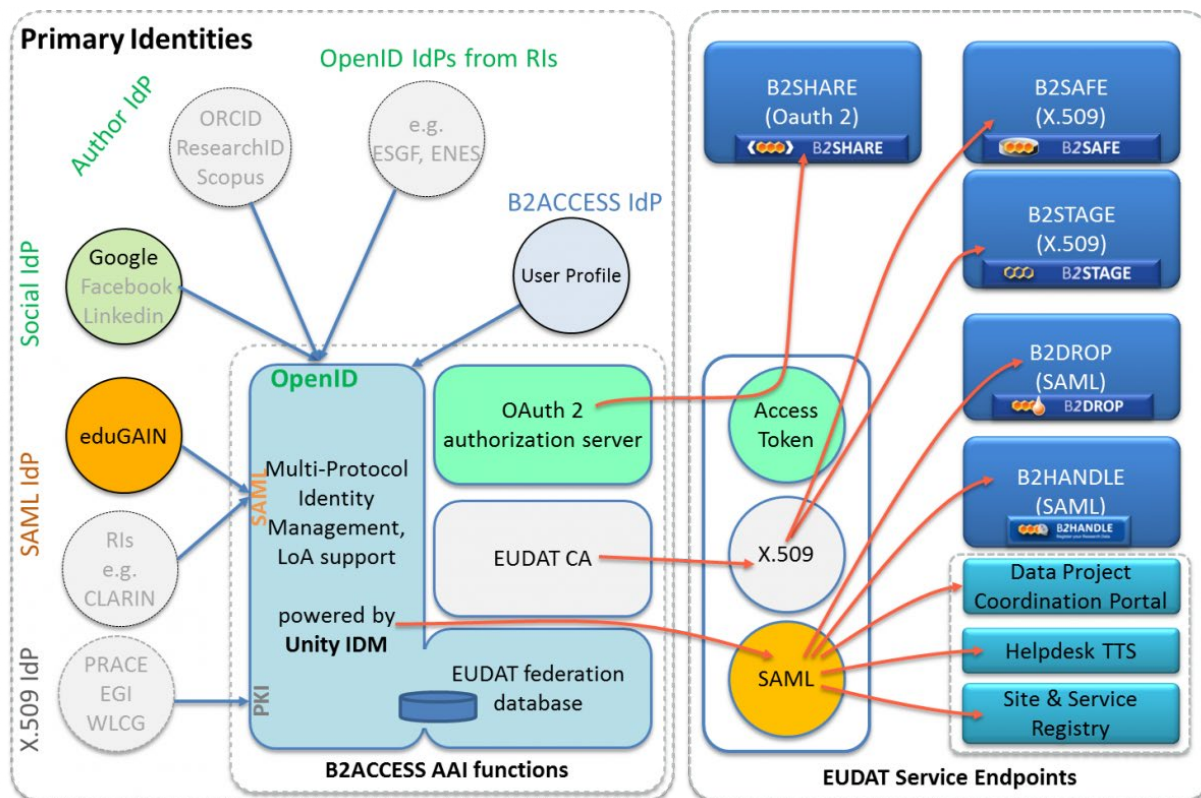 Primary Identities
Author IdP
OpenID IdPs from RIs
ORCID
ResearchID
Scopus
e.g.
ESGF, ENES
B2ACCESS IdP
Social IdP
Google
Facebook
Linkedin
User Profile
SAML IdP
eduGAIN
RIs
e.g.
CLARIN
X.509 IdP
PRACE
EGI
WLCG
OpenID
SAML
PKI
Multi-Protocol
Identity
Management,
LoA support
powered by
Unity IDM
OAuth 2
authorization server
EUDAT CA
EUDAT federation
database
B2ACCESS AAI functions
B2SHARE
(Oauth 2)
B2SHARE
Access
Token
X.509
SAML
B2SAFE
(X.509)
B2SAFE
B2STAGE
(X.509)
B2STAGE
B2DROP
(SAML)
B2DROP
B2HANDLE
(SAML)
B2HANDLE
Register your Research Data
Data Project
Coordination Portal
Helpdesk TTS
Site & Service
Registry
EUDAT Service Endpoints